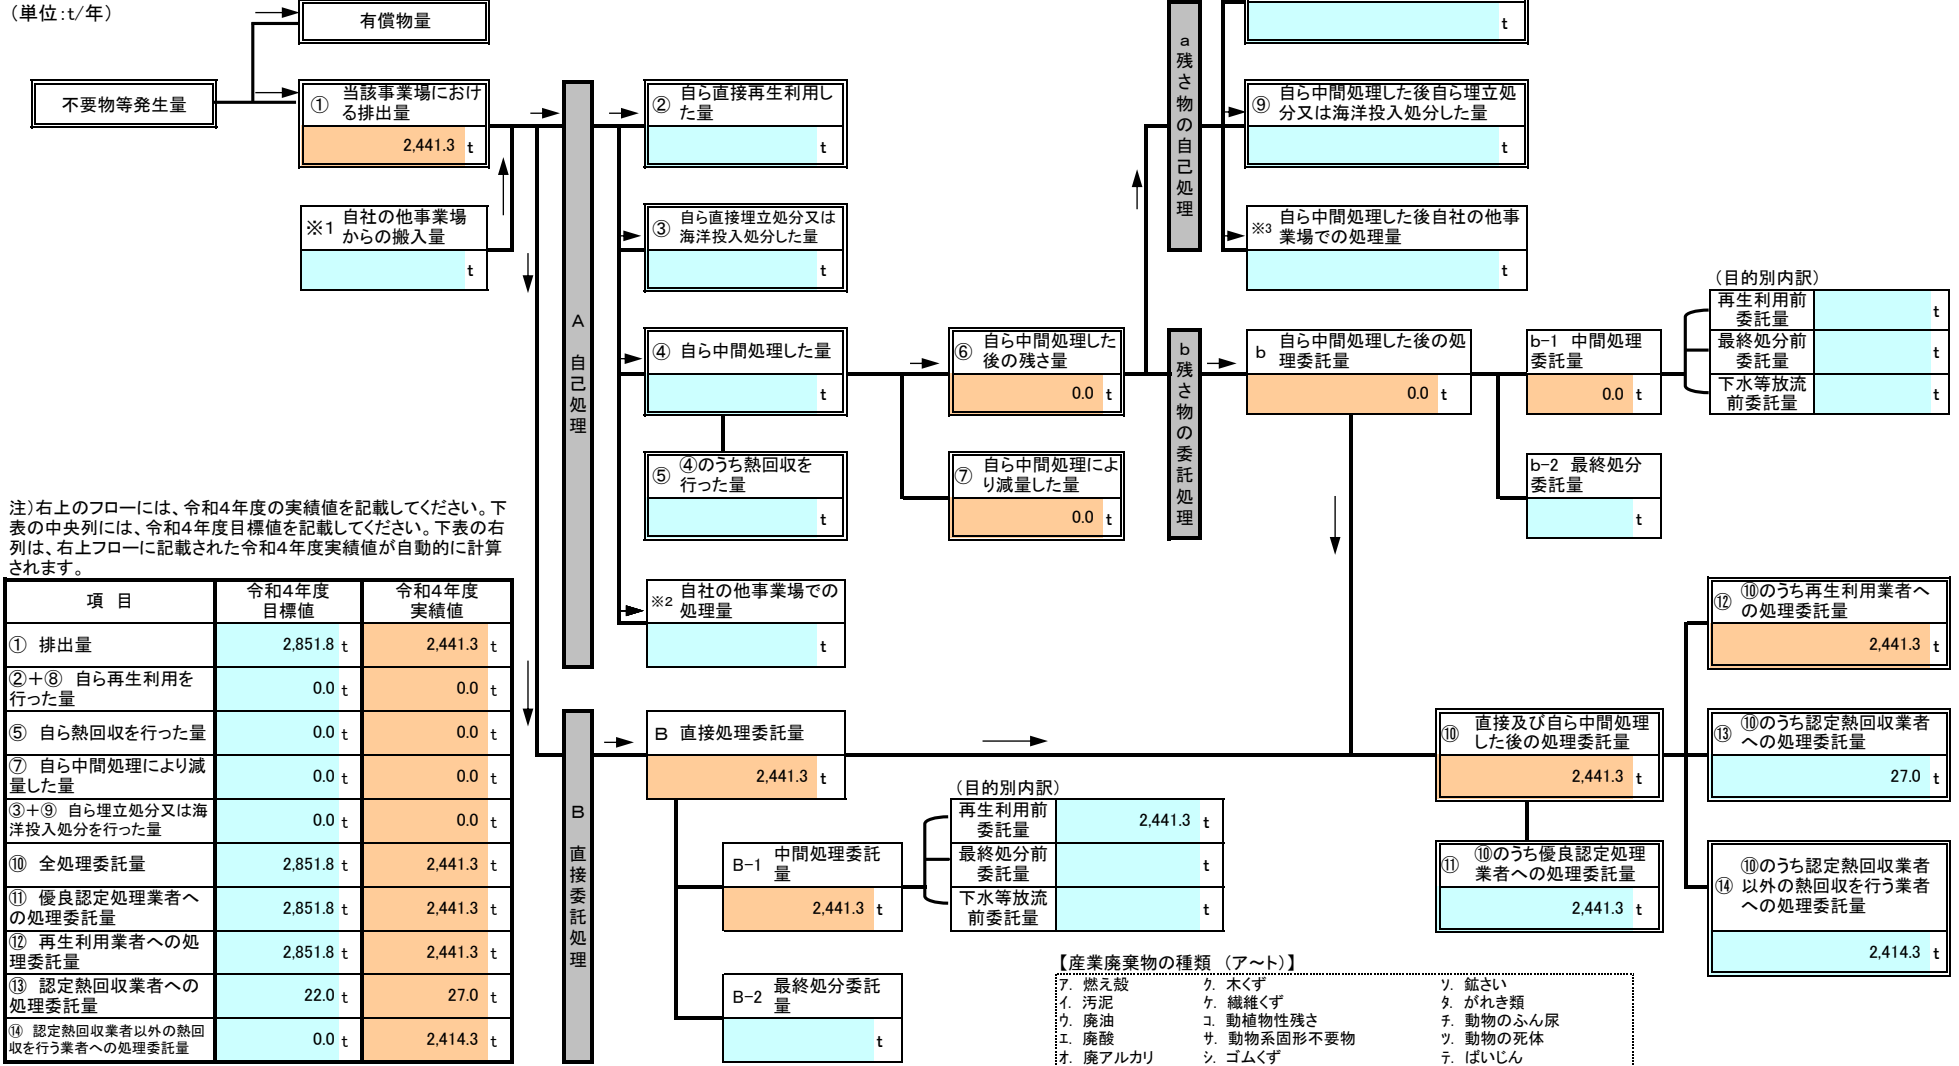 (単位:t/年)
有償物量
不要物等発生量
① 当該事業場におけ
る排出量
2,441.3 t
※1 自社の他事業場
からの搬入量
t
A 自己処理
② 自ら直接再生利用し
た量
t
③ 自ら直接埋立処分又は
海洋投入処分した量
t
④ 自ら中間処理した量
t
⑤ ④のうち熱回収を
行った量
t
※2 自社の他事業場での
処理量
t
⑥ 自ら中間処理した
後の残さ量
0.0 t
⑦ 自ら中間処理によ
り減量した量
0.0 t
a 残さ物の自己処理
t
⑨ 自ら中間処理した後自ら埋立処
分又は海洋投入処分した量
t
※3 自ら中間処理した後自社の他事
業場での処理量
t
b 残さ物の委託処理
b 自ら中間処理した後の処
理委託量
0.0 t
b-1 中間処理
委託量
0.0 t
(目的別内訳)
再生利用前
委託量 t
最終処分前
委託量 t
下水等放流
前委託量 t
b-2 最終処分
委託量
t
注)右上のフローには、令和4年度の実績値を記載してください。下
表の中央列には、令和4年度目標値を記載してください。下表の右
列は、右上フローに記載された令和4年度実績値が自動的に計算
されます。
項 目 令和4年度
目標値 令和4年度
実績値
① 排出量 2,851.8 t 2,441.3 t
②+⑧ 自ら再生利用を
行った量 0.0 t 0.0 t
⑤ 自ら熱回収を行った量 0.0 t 0.0 t
⑦ 自ら中間処理により減
量した量 0.0 t 0.0 t
③+⑨ 自ら埋立処分又は海
洋投入処分を行った量 0.0 t 0.0 t
⑩ 全処理委託量 2,851.8 t 2,441.3 t
⑪ 優良認定処理業者へ
の処理委託量 2,851.8 t 2,441.3 t
⑫ 再生利用業者への処
理委託量 2,851.8 t 2,441.3 t
⑬ 認定熱回収業者への
処理委託量 22.0 t 27.0 t
⑭ 認定熱回収業者以外の熱回
収を行う業者への処理委託量 0.0 t 2,414.3 t
B 直接委託処理
B 直接処理委託量
2,441.3 t
B-1 中間処理委託
量
2,441.3 t
B-2 最終処分委託
量
t
(目的別内訳)
再生利用前
委託量 2,441.3 t
最終処分前
委託量 t
下水等放流
前委託量 t
⑩ 直接及び自ら中間処理
した後の処理委託量
2,441.3 t
⑪ ⑩のうち優良認定処理
業者への処理委託量
2,441.3 t
⑫ ⑩のうち再生利用業者へ
の処理委託量
2,441.3 t
⑬ ⑩のうち認定熱回収業者
への処理委託量
27.0 t
⑭ ⑩のうち認定熱回収業者
以外の熱回収を行う業者
への処理委託量
2,414.3 t
【産業廃棄物の種類 (ア~ト)】
ア. 燃え殻 ク. 木くず ソ. 鉱さい
イ. 汚泥 ケ. 繊維くず タ. がれき類
ウ. 廃油 コ. 動植物性残さ チ. 動物のふん尿
エ. 廃酸 サ. 動物系固形不要物 ツ. 動物の死体
オ. 廃アルカリ シ. ゴムくず テ. ばいじん